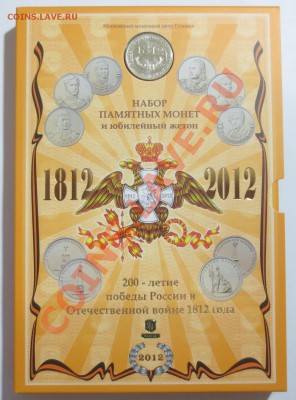 COINS.LAVE.RU
Московский монетный двор Гознака
1812
НАБОР
ПАМЯТНЫХ МОНЕТ
и юбилейный жетон
1812 2012
200 - летие
победы России в
Отечественной войне 1812 года
2012